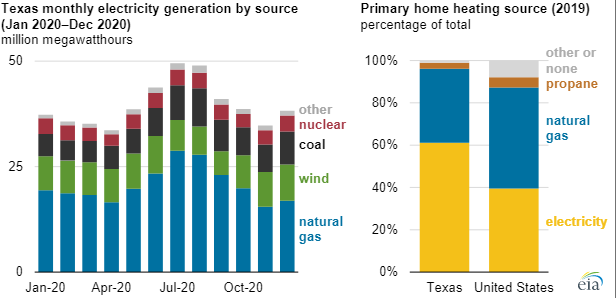 Texas monthly electricity generation by source
(Jan 2020–Dec 2020)
million megawatthours
50
25
0
Jan-20
Apr-20
Jul-20
Oct-20
other
nuclear
coal
wind
natural
gas
Primary home heating source (2019)
percentage of total
100%
80%
60%
40%
20%
0%
Texas
United States
other or
none
propane
natural
gas
electricity
eia